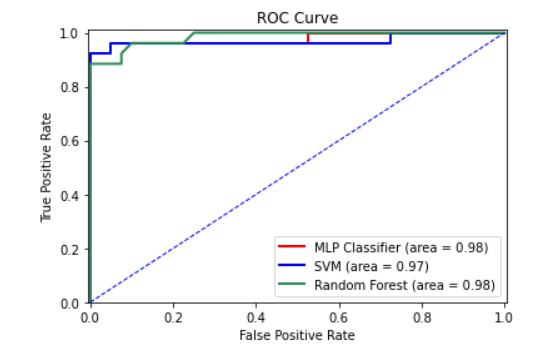 ROC Curve
True Positive Rate
1.0
0.8
0.6
0.4
0.2
0.0
MLP Classifier (area = 0.98)
SVM (area = 0.97)
Random Forest (area = 0.98)
0.0 0.2 0.4 0.6 0.8 1.0
False Positive Rate